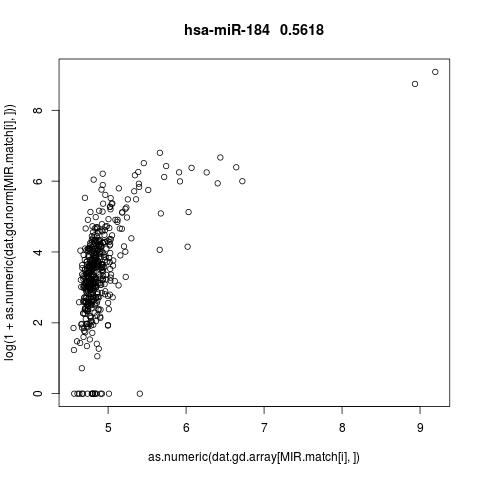 hsa-miR-184 0.5618
log(1 + as.numeric(dat.gd.norm[MIR.match[i], ]))
8
6
4
2
0
5 6 7 8 9
as.numeric(dat.gd.array[MIR.match[i], ])